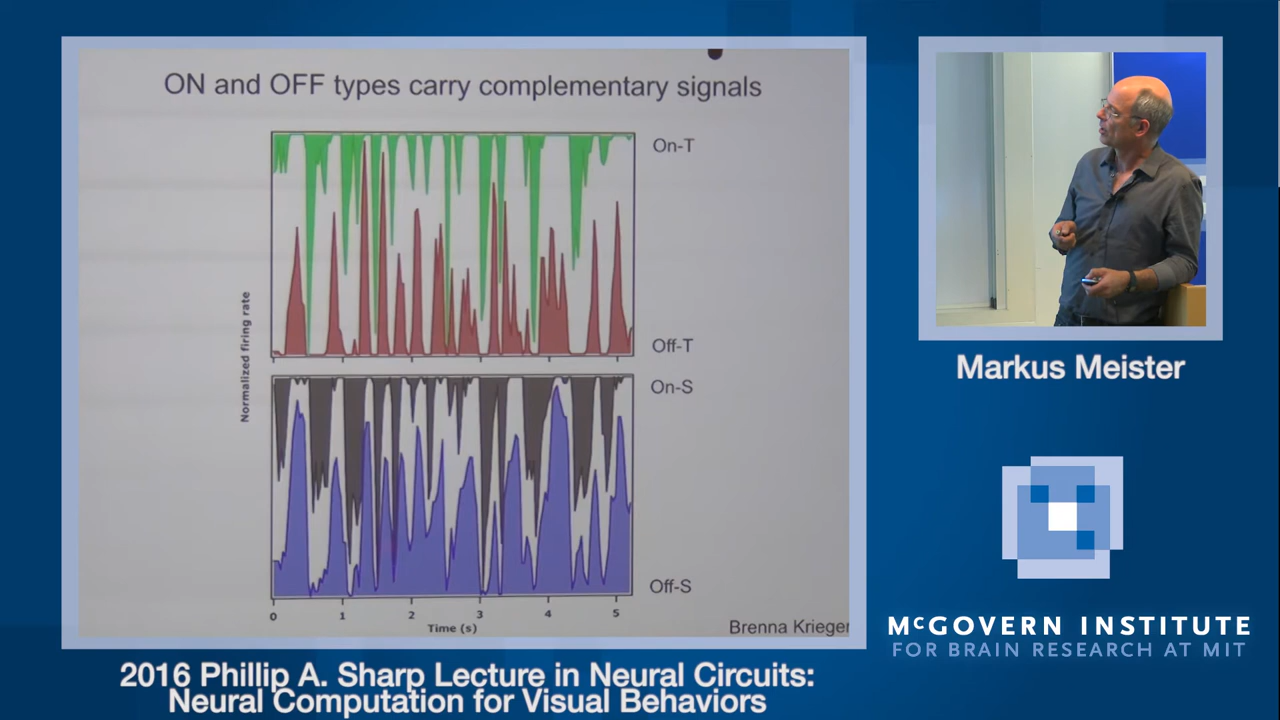 ON and OFF types carry complementary signals
On-T
Off-T
Normalized firing rate
On-S
Off-S
0 1 2 3 4 5
Time (s)
Brenna Krieger
Markus Meister
McGOVERN INSTITUTE
FOR BRAIN RESEARCH AT MIT
2016 Phillip A. Sharp Lecture in Neural Circuits:
Neural Computation for Visual Behaviors